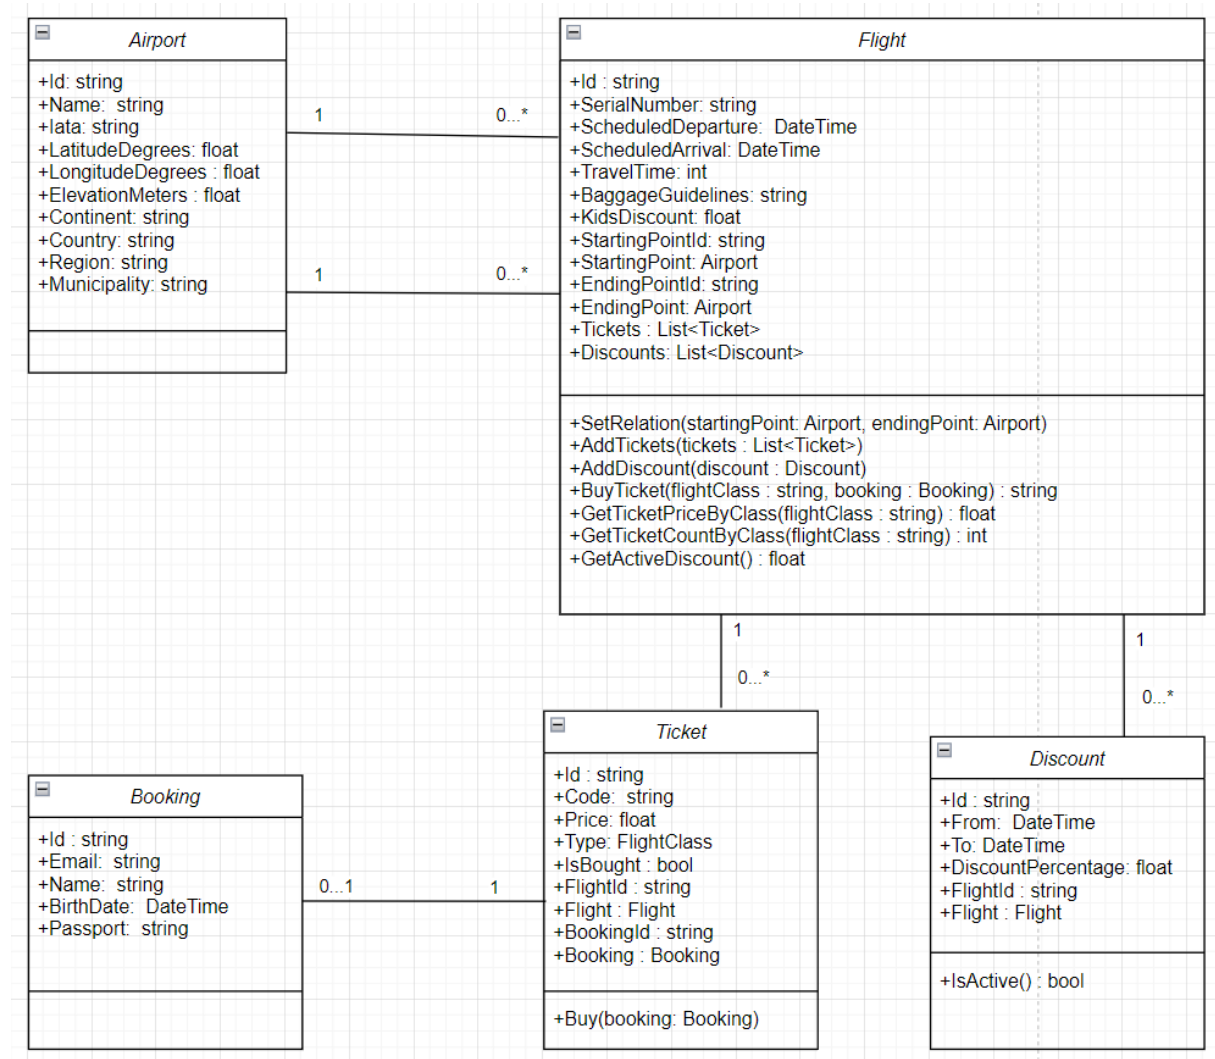 Airport
+Id: string
+Name:  string
+Iata: string
+LatitudeDegrees: float
+LongitudeDegrees : float
+ElevationMeters : float
+Continent: string
+Country: string
+Region: string
+Municipality: string
1
0...*
1
0...*
Flight
+Id : string
+SerialNumber: string
+ScheduledDeparture:  DateTime
+ScheduledArrival: DateTime
+TravelTime: int
+BaggageGuidelines: string
+KidsDiscount: float
+StartingPointId: string
+StartingPoint: Airport
+EndingPointId: string
+EndingPoint: Airport
+Tickets : List<Ticket>
+Discounts: List<Discount>
+SetRelation(startingPoint: Airport, endingPoint: Airport)
+AddTickets(tickets : List<Ticket>)
+AddDiscount(discount : Discount)
+BuyTicket(flightClass : string, booking : Booking) : string
+GetTicketPriceByClass(flightClass : string) : float
+GetTicketCountByClass(flightClass : string) : int
+GetActiveDiscount() : float
1
0...*
1
0...*
Booking
+Id : string
+Email:  string
+Name:  string
+BirthDate:  DateTime
+Passport:  string
0...1
1
Ticket
+Id : string
+Code:  string
+Price: float
+Type: FlightClass
+IsBought : bool
+FlightId : string
+Flight : Flight
+BookingId : string
+Booking : Booking
+Buy(booking: Booking)
Discount
+Id : string
+From:  DateTime
+To: DateTime
+DiscountPercentage: float
+FlightId : string
+Flight : Flight
+IsActive() : bool